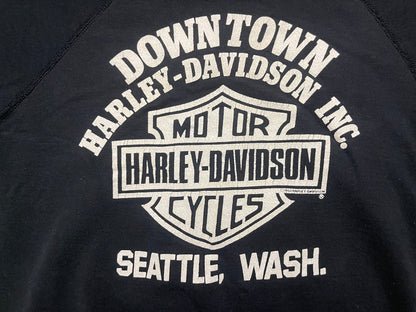 DOWNTOWN
HARLEY-DAVIDSON INC.
MOTOR
HARLEY-DAVIDSON
CYCLES
®
SEATTLE, WASH.